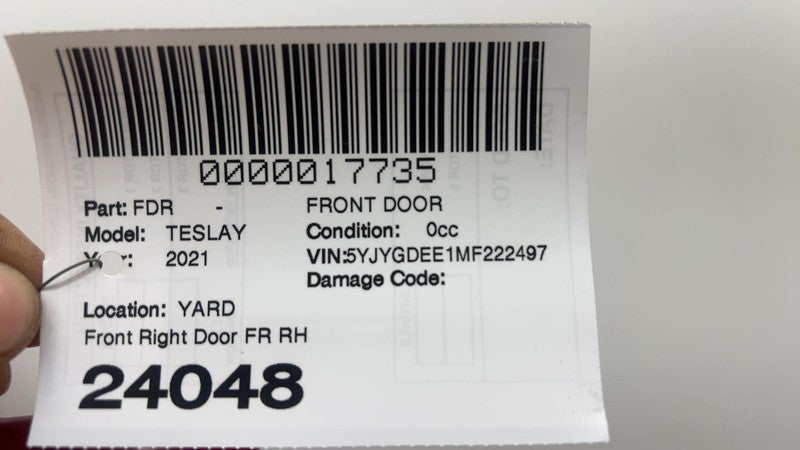 0000017735
Part: FDR - FRONT DOOR
Model: TESLAY Condition: 0cc
2021 VIN:5YJYGDEE1MF222497
Damage Code:
Location: YARD
Front Right Door FR RH
24048